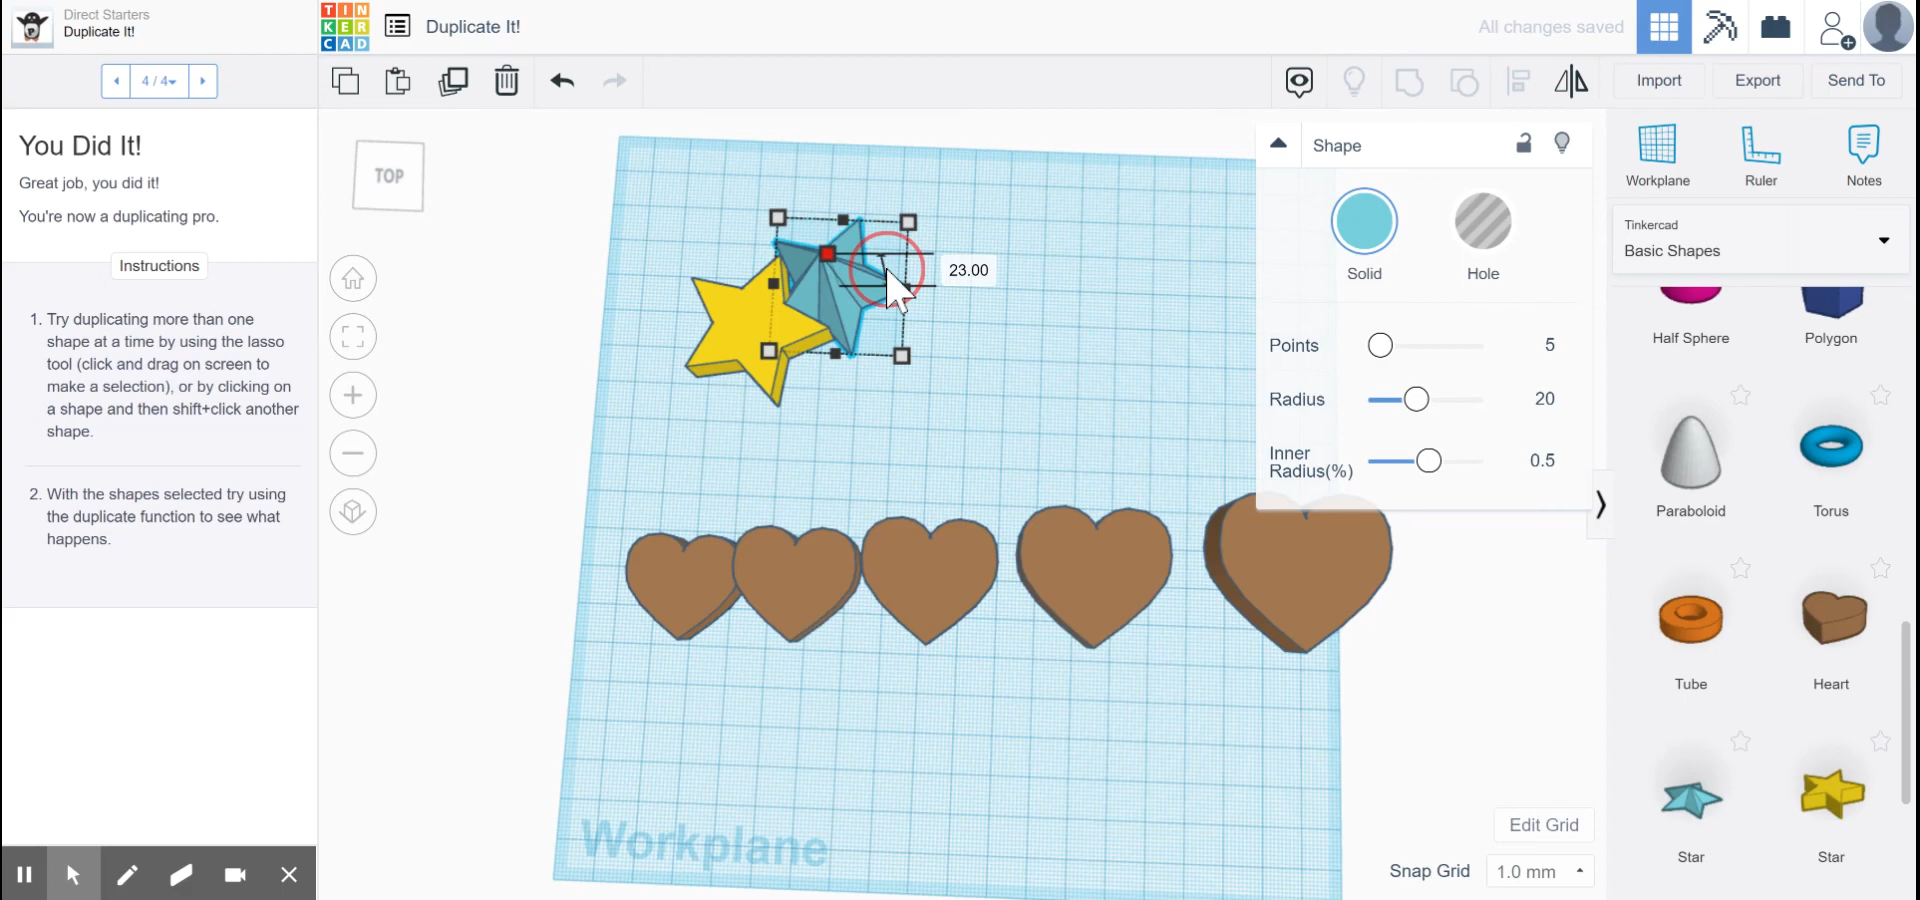 Direct Starters
Duplicate It!
TIN
KER
CAD
Duplicate It!
All changes saved
4 / 4
Import
Export
Send To
You Did It!
Great job, you did it!
You're now a duplicating pro.
Instructions
1. Try duplicating more than one
shape at a time by using the lasso
tool (click and drag on screen to
make a selection), or by clicking on
a shape and then shift+click another
shape.
2. With the shapes selected try using
the duplicate function to see what
happens.
TOP
23.00
Workplane
Shape
Solid
Hole
Points
5
Radius
20
Inner
Radius(%)
0.5
Edit Grid
Snap Grid
1.0 mm
Workplane
Ruler
Notes
Tinkercad
Basic Shapes
Half Sphere
Polygon
Paraboloid
Torus
Tube
Heart
Star
Star